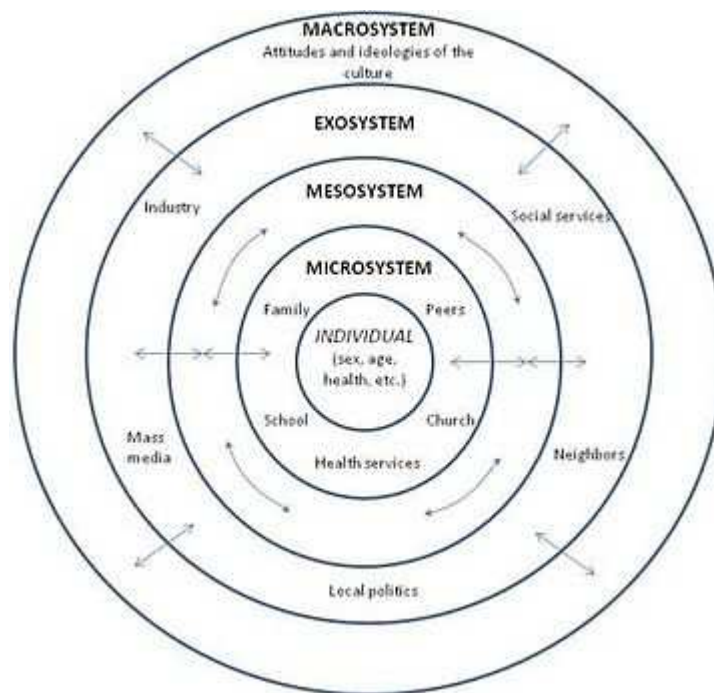 MACROSYSTEM
Attitudes and ideologies of the
culture
EXOSYSTEM
MESOSYSTEM
Industry
Social services
MICROSYSTEM
Family
Peers
INDIVIDUAL
(sex, age,
health, etc.)
School
Church
Mass
media
Health services
Neighbors
Local politics